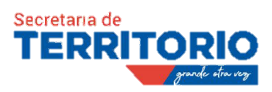 Secretaría de
TERRITORIO
grande otra vez